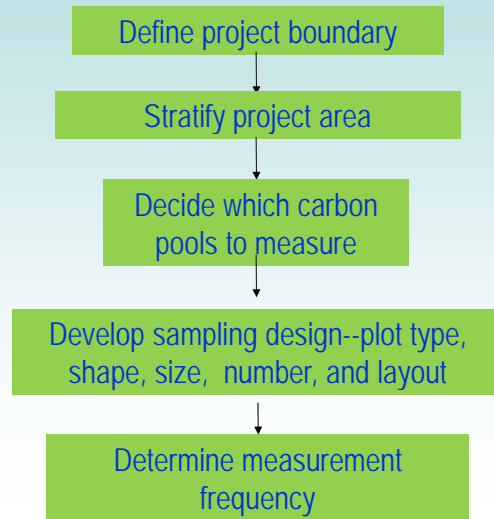 Define project boundary
Stratify project area
Decide which carbon
pools to measure
Develop sampling design--plot type,
shape, size, number, and layout
Determine measurement
frequency